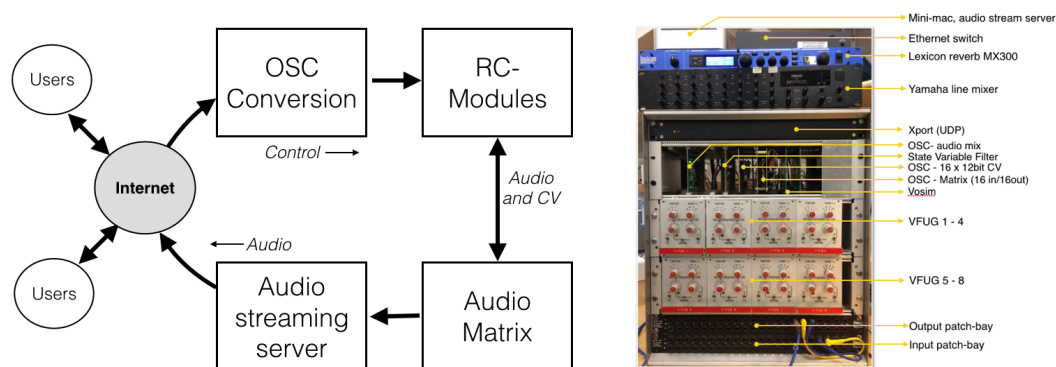 Users
OSC
Conversion
RC-
Modules
Control
Internet
Audio
and CV
Audio
Users
Audio
streaming
server
Audio
Matrix
Mini-mac, audio stream server
Ethernet switch
Lexicon reverb MX300
Yamaha line mixer
Xport (UDP)
OSC- audio mix
State Variable Filter
OSC - 16 x 12bit CV
OSC - Matrix (16 in/16out)
Vosim
VFUG 1 - 4
VFUG 5 - 8
Output patch-bay
Input patch-bay